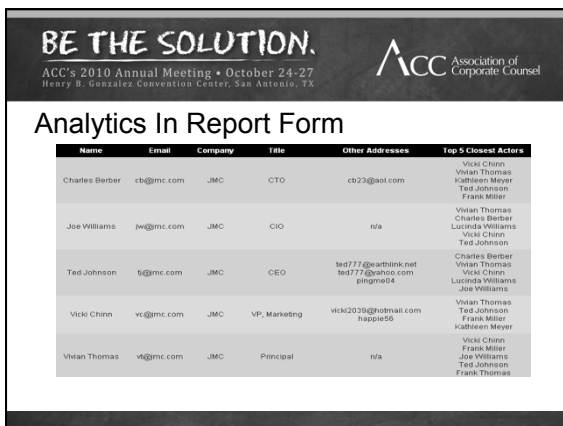 BE THE SOLUTION.
ACC's 2010 Annual Meeting • October 24-27
Henry B. Gonzalez Convention Center, San Antonio, TX
ACC Association of
Corporate Counsel
Analytics In Report Form
Name Email Company Title Other Addresses Top 5 Closest Actors
Charles Berber cb@jmc.com JMC CTO cb23@aol.com Vicki Chinn
Vivian Thomas
Kathleen Meyer
Ted Johnson
Frank Miller
Joe Williams jw@jmc.com JMC CIO n/a Vivian Thomas
Charles Berber
Lucinda Williams
Vicki Chinn
Ted Johnson
Ted Johnson tj@jmc.com JMC CEO ted777@earthlink.net
ted777@yahoo.com
pingme04
Charles Berber
Vivian Thomas
Vicki Chinn
Lucinda Williams
Joe Williams
Vicki Chinn vc@jmc.com JMC VP, Marketing vicki2039@hotmail.com
happie56
Vivian Thomas
Ted Johnson
Frank Miller
Kathleen Meyer
Vivian Thomas vt@jmc.com JMC Principal n/a Vicki Chinn
Frank Miller
Joe Williams
Ted Johnson
Frank Thomas